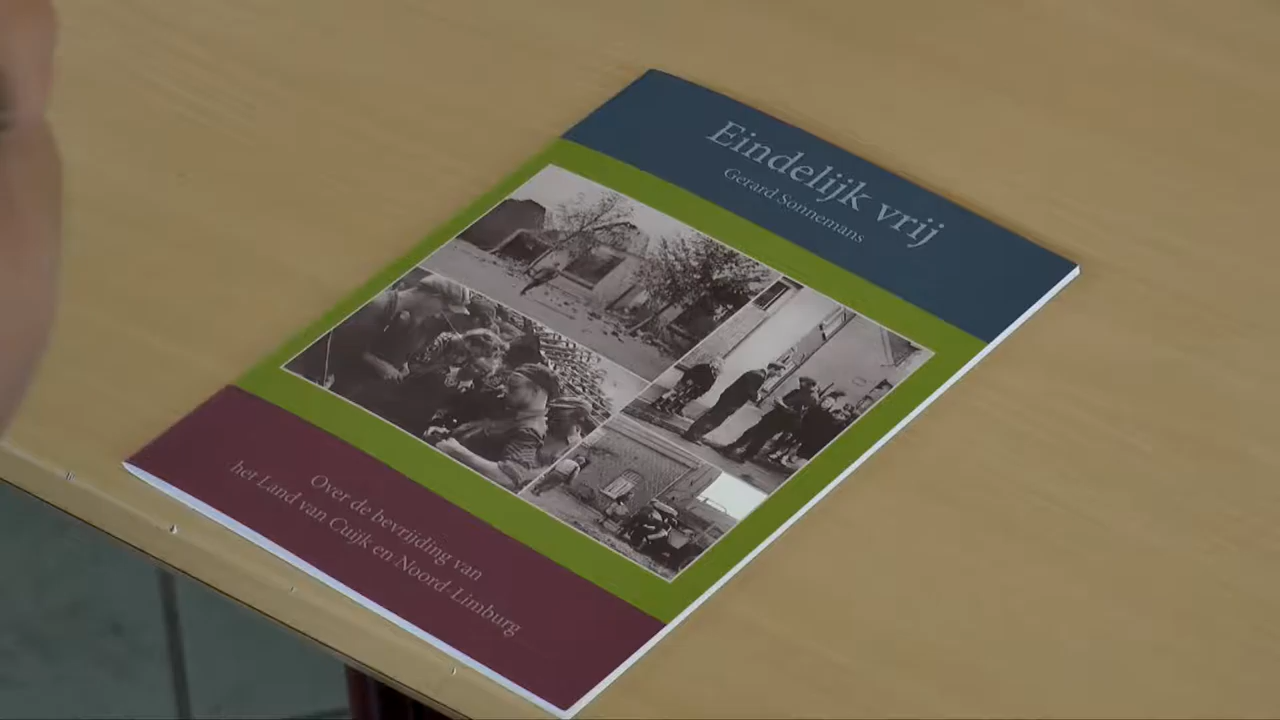 Eindelijk vrij
Gerard Sonnemans
Over de bevrijding van
het Land van Cuijk en Noord-Limburg